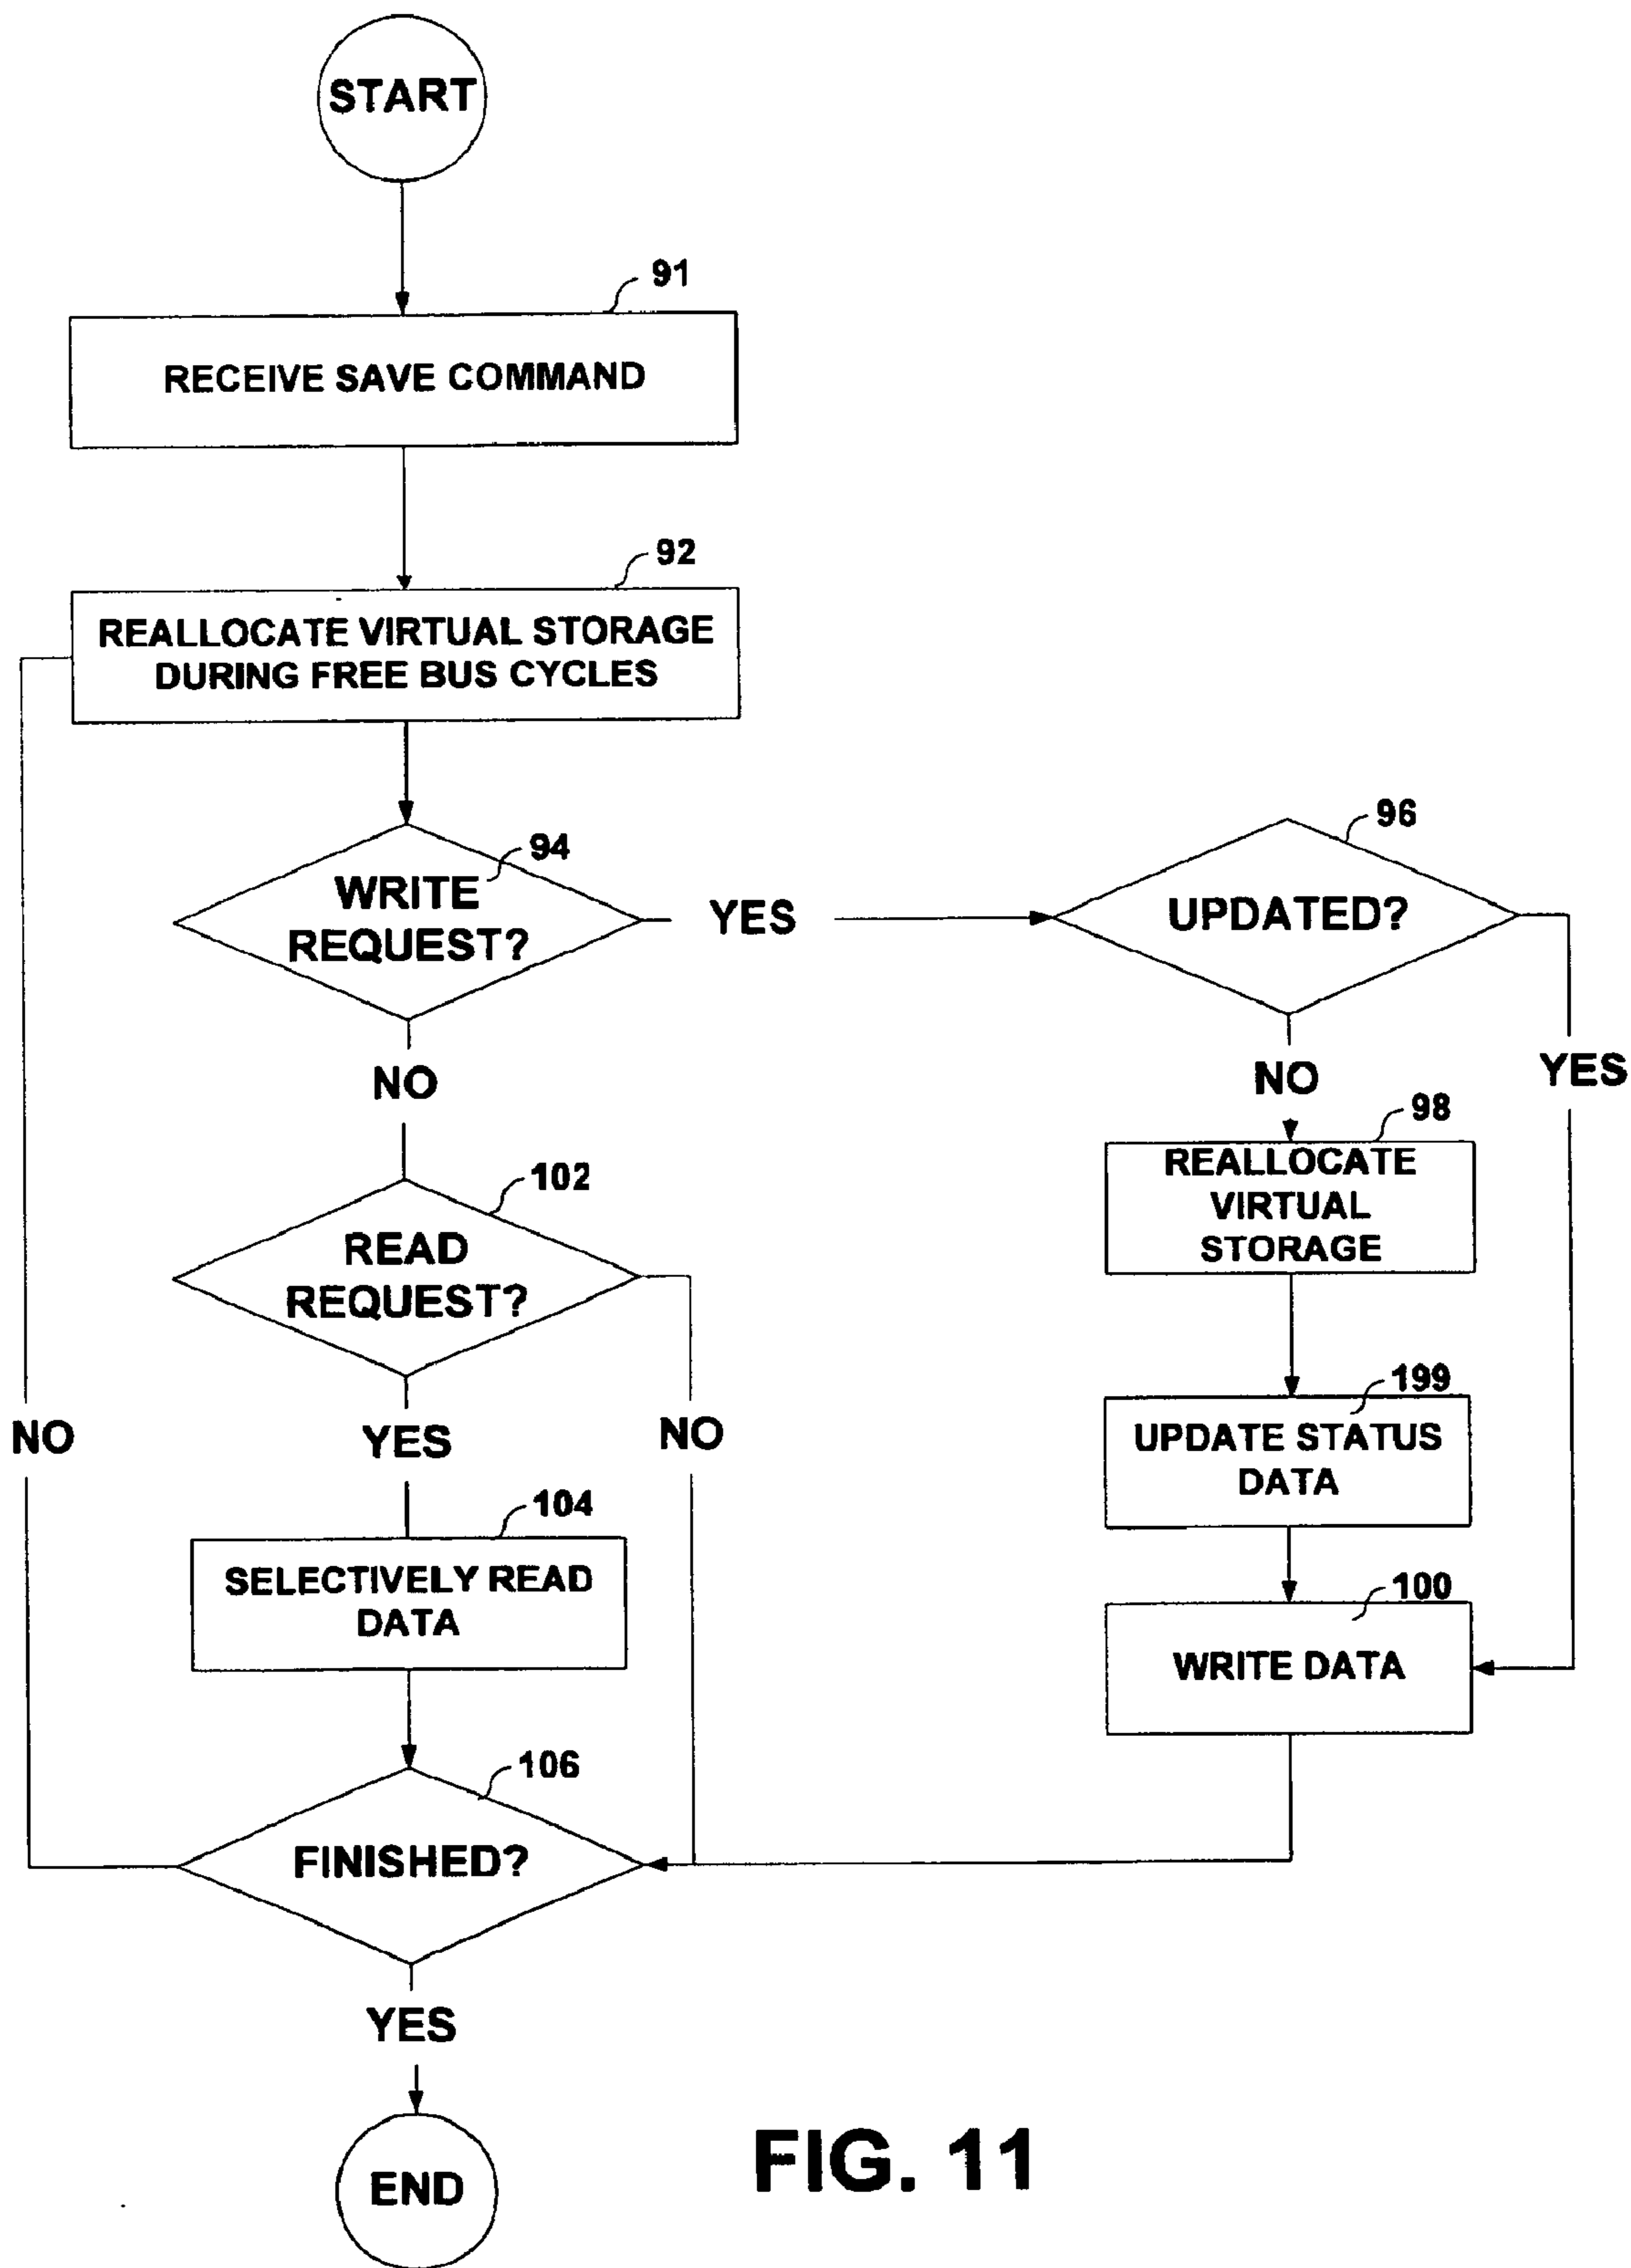 START
91
RECEIVE SAVE COMMAND
92
REALLOCATE VIRTUAL STORAGE
DURING FREE BUS CYCLES
94
WRITE
REQUEST?
YES
96
UPDATED?
NO
NO
YES
98
REALLOCATE
VIRTUAL
STORAGE
102
READ
REQUEST?
NO
YES
NO
199
UPDATE STATUS
DATA
104
SELECTIVELY READ
DATA
100
WRITE DATA
106
FINISHED?
YES
END
FIG. 11